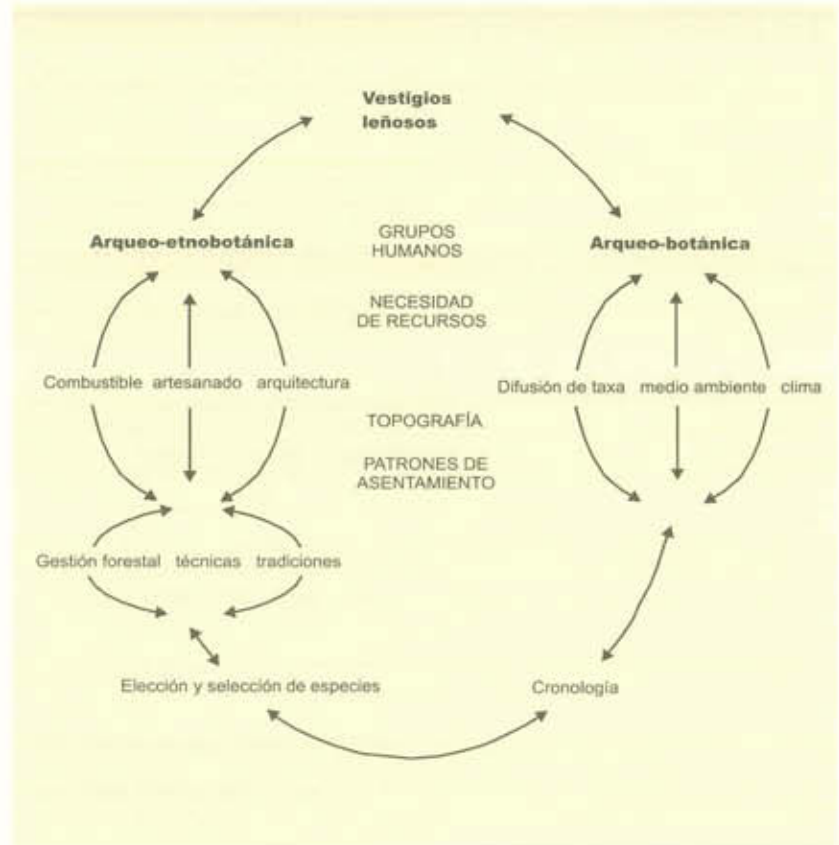 Vestigios
leñosos
Arqueo-etnobotánica
GRUPOS
HUMANOS
Arqueo-botánica
NECESIDAD
DE RECURSOS
Combustible artesanado arquitectura
Difusión de taxa medio ambiente clima
TOPOGRAFÍA
PATRONES DE
ASENTAMIENTO
Gestión forestal técnicas tradiciones
Elección y selección de especies
Cronología